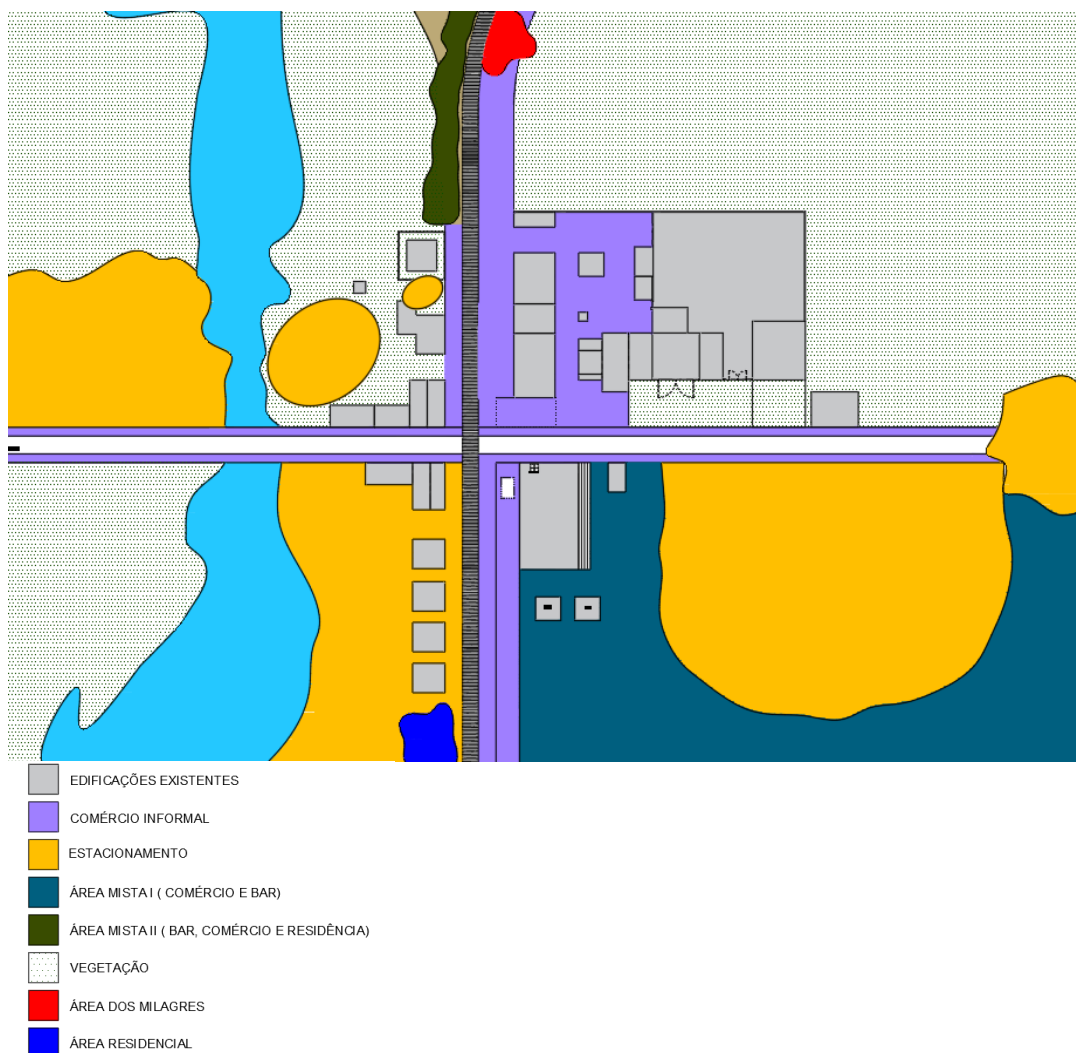 EDIFICAÇÕES EXISTENTES
COMÉRCIO INFORMAL
ESTACIONAMENTO
ÁREA MISTA I ( COMÉRCIO E BAR)
ÁREA MISTA II ( BAR, COMÉRCIO E RESIDÊNCIA)
VEGETAÇÃO
ÁREA DOS MILAGRES
ÁREA RESIDENCIAL